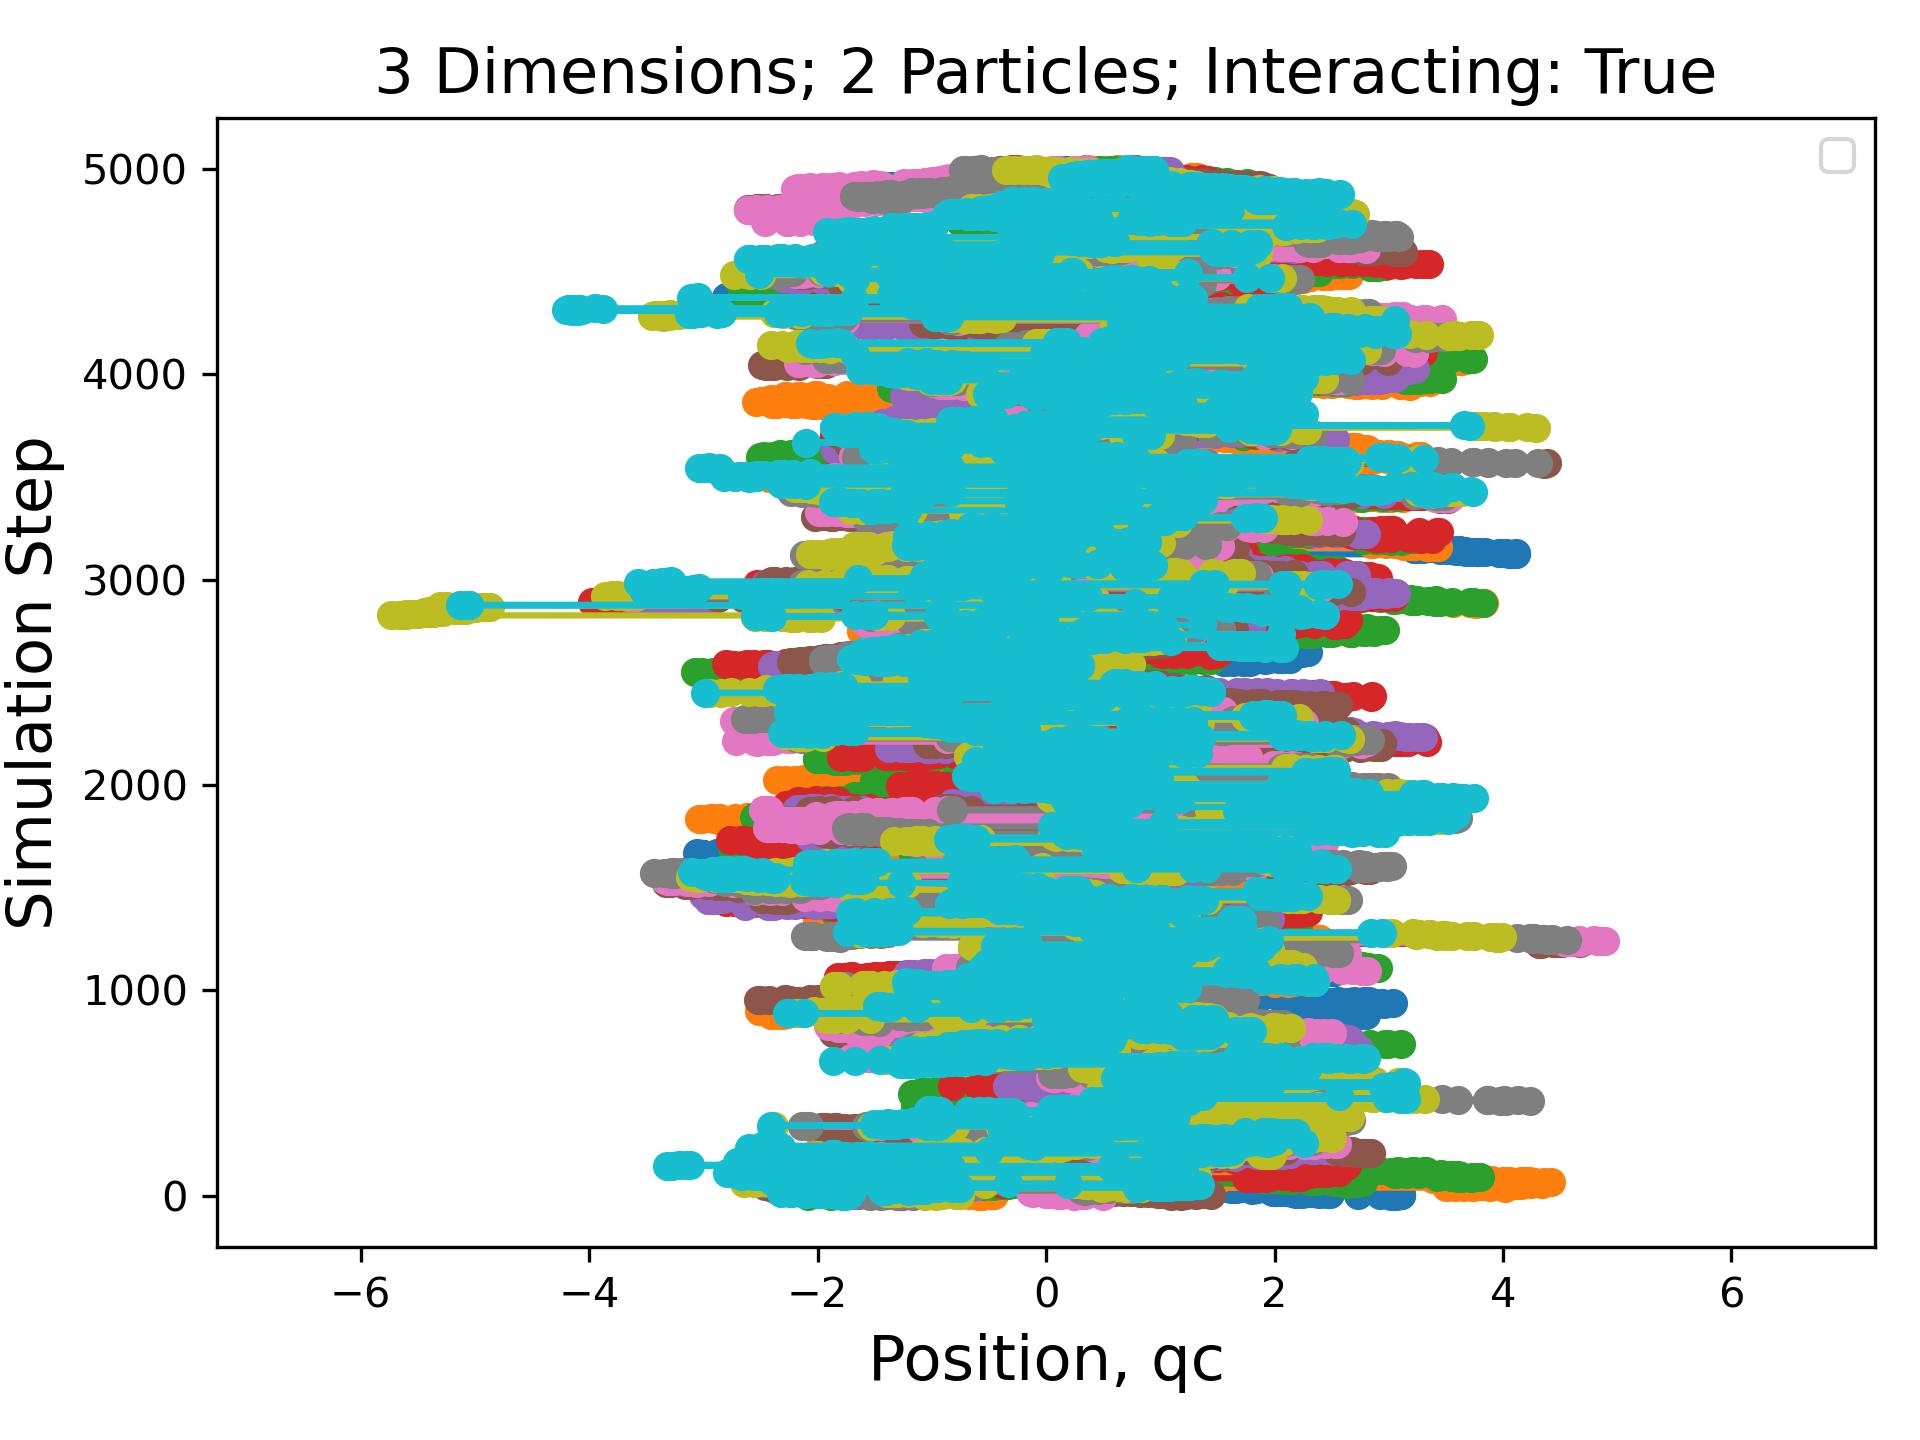 3 Dimensions; 2 Particles; Interacting: True
Simulation Step
5000
4000
3000
2000
1000
0
−6 −4 −2 0 2 4 6
Position, qc